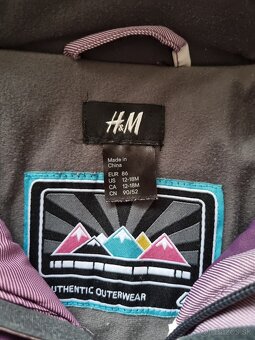 H&M
Made in
China
EUR 86
US 12-18M
CA 12-18M
CN 90/52
AUTHENTIC OUTERWEAR